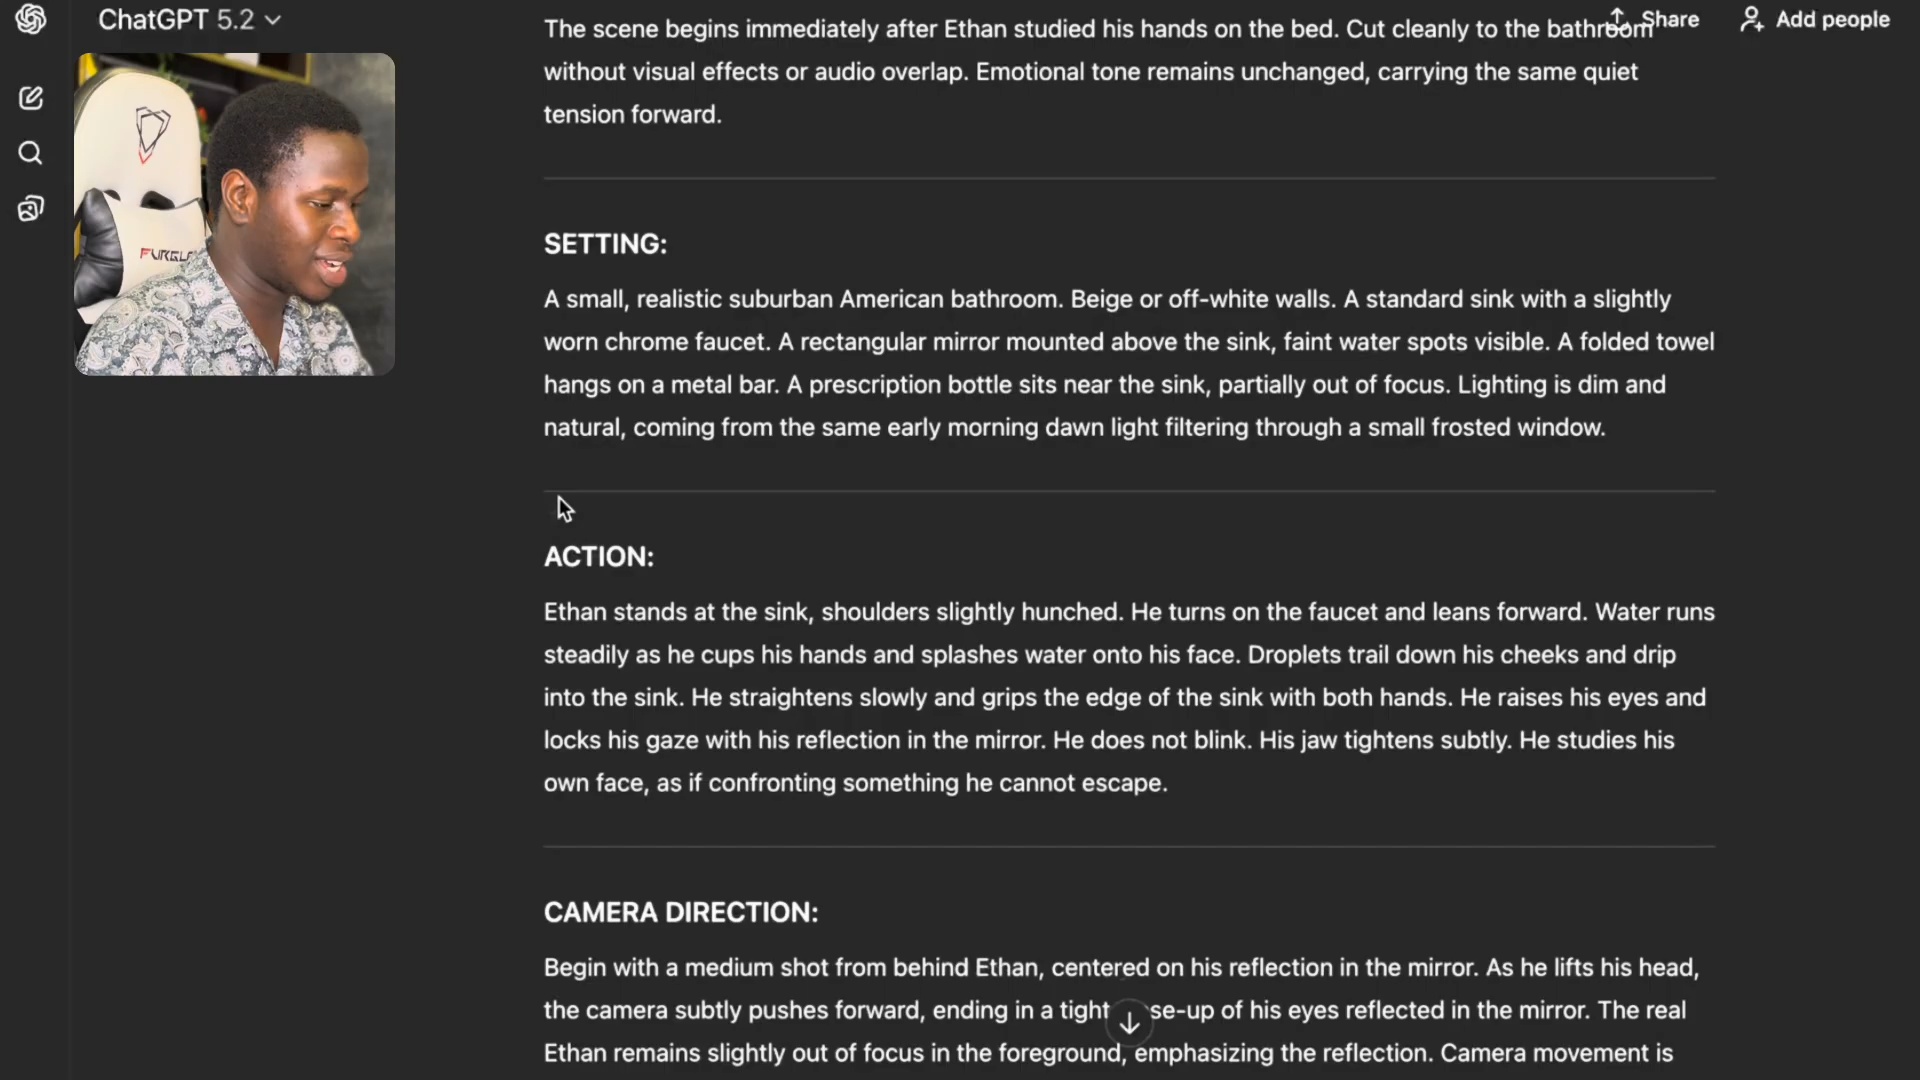 ChatGPT 5.2
Share
Add people
The scene begins immediately after Ethan studied his hands on the bed. Cut cleanly to the bathroom
without visual effects or audio overlap. Emotional tone remains unchanged, carrying the same quiet
tension forward.
SETTING:
A small, realistic suburban American bathroom. Beige or off-white walls. A standard sink with a slightly
worn chrome faucet. A rectangular mirror mounted above the sink, faint water spots visible. A folded towel
hangs on a metal bar. A prescription bottle sits near the sink, partially out of focus. Lighting is dim and
natural, coming from the same early morning dawn light filtering through a small frosted window.
ACTION:
Ethan stands at the sink, shoulders slightly hunched. He turns on the faucet and leans forward. Water runs
steadily as he cups his hands and splashes water onto his face. Droplets trail down his cheeks and drip
into the sink. He straightens slowly and grips the edge of the sink with both hands. He raises his eyes and
locks his gaze with his reflection in the mirror. He does not blink. His jaw tightens subtly. He studies his
own face, as if confronting something he cannot escape.
CAMERA DIRECTION:
Begin with a medium shot from behind Ethan, centered on his reflection in the mirror. As he lifts his head,
the camera subtly pushes forward, ending in a tight se-up of his eyes reflected in the mirror. The real
Ethan remains slightly out of focus in the foreground, emphasizing the reflection. Camera movement is